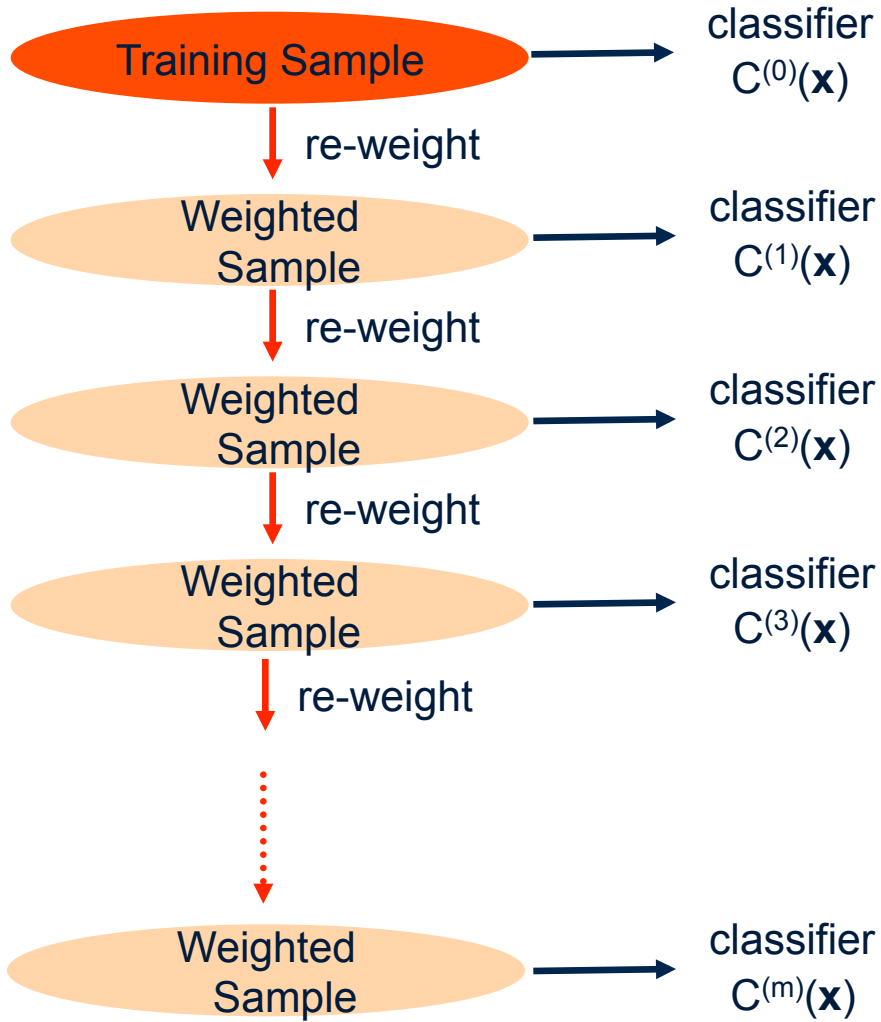 Training Sample
classifier
C⁽⁰⁾(x)
re-weight
Weighted
Sample
classifier
C⁽¹⁾(x)
re-weight
Weighted
Sample
classifier
C⁽²⁾(x)
re-weight
Weighted
Sample
classifier
C⁽³⁾(x)
re-weight
Weighted
Sample
classifier
C⁽ᵐ⁾(x)